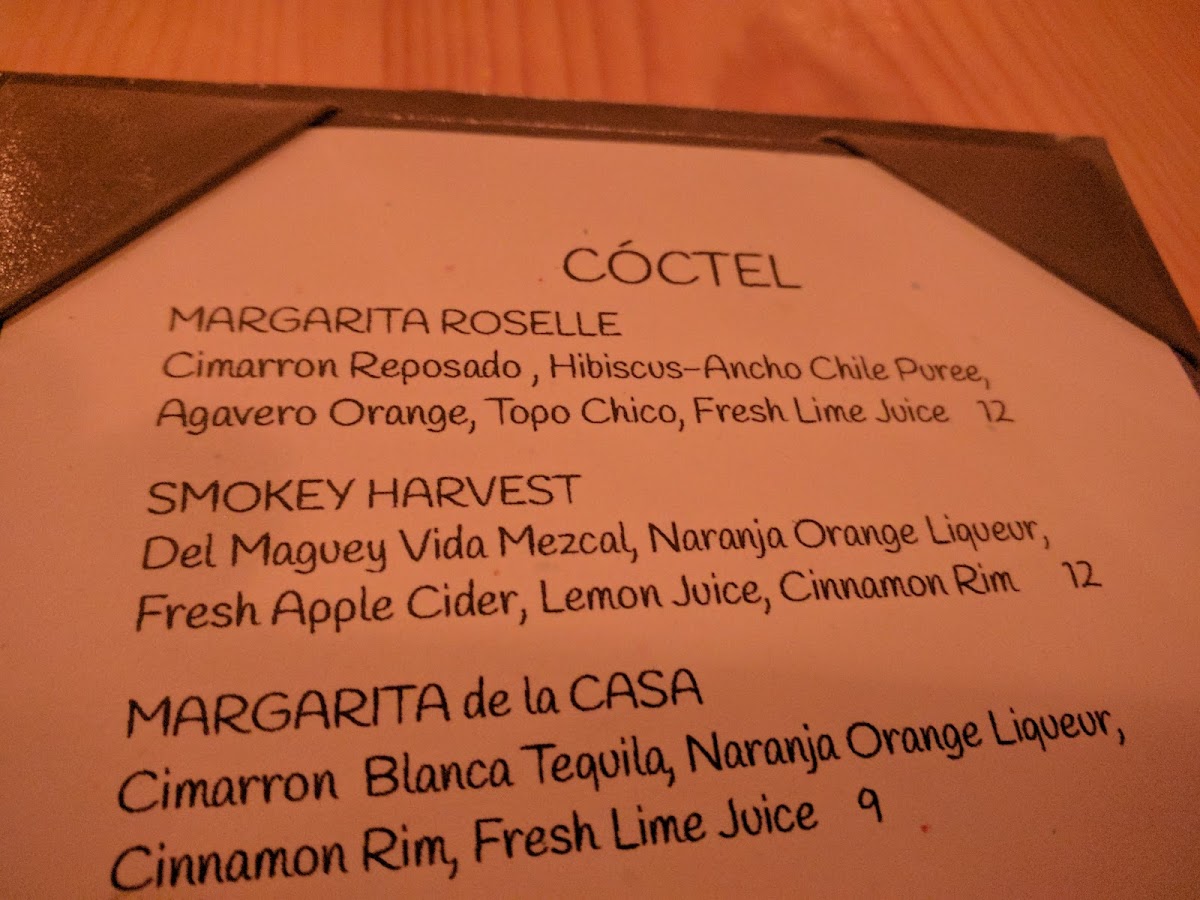 CÓCTEL
MARGARITA ROSELLE
Cimarron Reposado , Hibiscus-Ancho Chile Puree,
Agavero Orange, Topo Chico, Fresh Lime Juice 12
SMOKEY HARVEST
Del Maguey Vida Mezcal, Naranja Orange Liqueur,
Fresh Apple Cider, Lemon Juice, Cinnamon Rim 12
MARGARITA de la CASA
Cimarron Blanca Tequila, Naranja Orange Liqueur,
Cinnamon Rim, Fresh Lime Juice 9